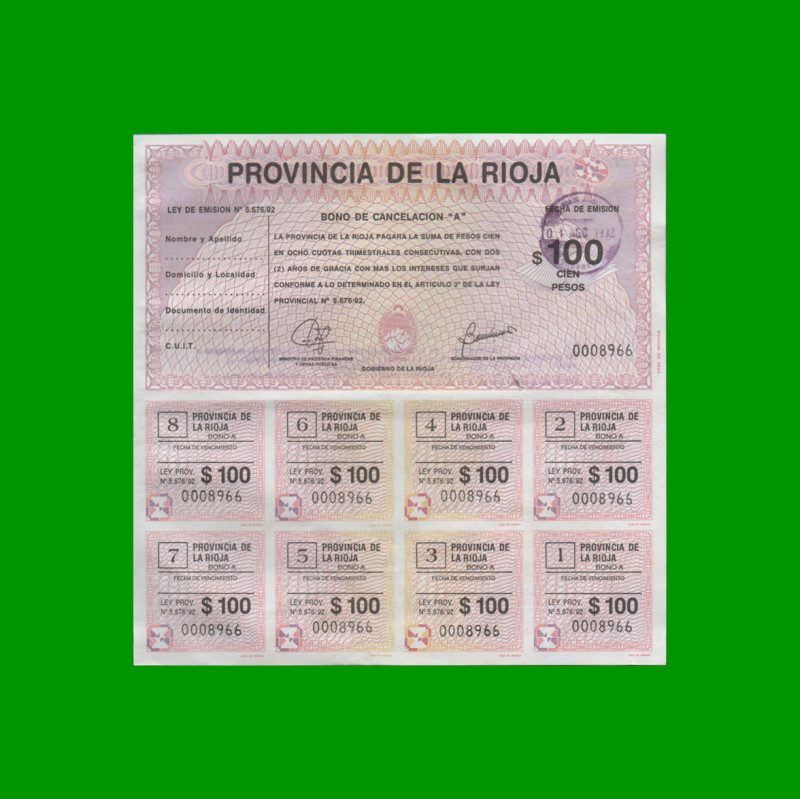 PROVINCIA DE LA RIOJA
LEY DE EMISION Nº 5.676/92
BONO DE CANCELACION "A"
FECHA DE EMISIÓN
0 1 AGO 1992
Nombre y Apellido
Domicilio y Localidad
Documento de Identidad
C.U.I.T.
LA PROVINCIA DE LA RIOJA PAGARA LA SUMA DE PESOS CIEN
EN OCHO CUOTAS TRIMESTRALES CONSECUTIVAS, CON DOS
(2) AÑOS DE GRACIA CON MAS LOS INTERESES QUE SURJAN
CONFORME A LO DETERMINADO EN EL ARTICULO 3º DE LA LEY
PROVINCIAL Nº 5.676/92.
$ 100
CIEN
PESOS
MINISTRO DE HACIENDA FINANZAS
Y OBRAS PUBLICAS
GOBERNADOR DE LA PROVINCIA
GOBIERNO DE LA RIOJA
0008966
8
PROVINCIA DE
LA RIOJA
BONO A
FECHA DE VENCIMIENTO
LEY PROV.
Nº 5.676/92
$ 100
0008966
6
PROVINCIA DE
LA RIOJA
BONO A
FECHA DE VENCIMIENTO
LEY PROV.
Nº 5.676/92
$ 100
0008966
4
PROVINCIA DE
LA RIOJA
BONO A
FECHA DE VENCIMIENTO
LEY PROV.
Nº 5.676/92
$ 100
0008966
2
PROVINCIA DE
LA RIOJA
BONO A
FECHA DE VENCIMIENTO
LEY PROV.
Nº 5.676/92
$ 100
0008966
7
PROVINCIA DE
LA RIOJA
BONO A
FECHA DE VENCIMIENTO
LEY PROV.
Nº 5.676/92
$ 100
0008966
5
PROVINCIA DE
LA RIOJA
BONO A
FECHA DE VENCIMIENTO
LEY PROV.
Nº 5.676/92
$ 100
0008966
3
PROVINCIA DE
LA RIOJA
BONO A
FECHA DE VENCIMIENTO
LEY PROV.
Nº 5.676/92
$ 100
0008966
1
PROVINCIA DE
LA RIOJA
BONO A
FECHA DE VENCIMIENTO
LEY PROV.
Nº 5.676/92
$ 100
0008966